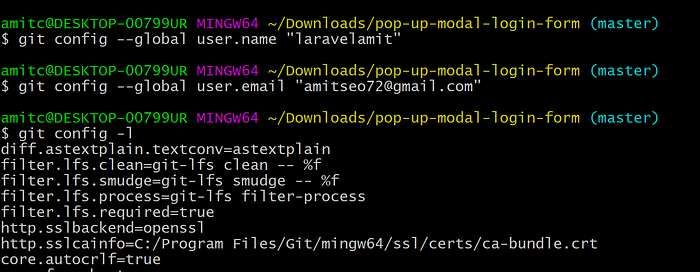 amitc@DESKTOP-O0799UR MINGW64 ~/Downloads/pop-up-modal-login-form (master)
$ git config --global user.name "laravelamit"
amitc@DESKTOP-O0799UR MINGW64 ~/Downloads/pop-up-modal-login-form (master)
$ git config --global user.email "amitseo72@gmail.com"
amitc@DESKTOP-O0799UR MINGW64 ~/Downloads/pop-up-modal-login-form (master)
$ git config -l
diff.astextplain.textconv=astextplain
filter.lfs.clean=git-lfs clean -- %f
filter.lfs.smudge=git-lfs smudge -- %f
filter.lfs.process=git-lfs filter-process
filter.lfs.required=true
http.sslbackend=openssl
http.sslcainfo=C:/Program Files/Git/mingw64/ssl/certs/ca-bundle.crt
core.autocrlf=true